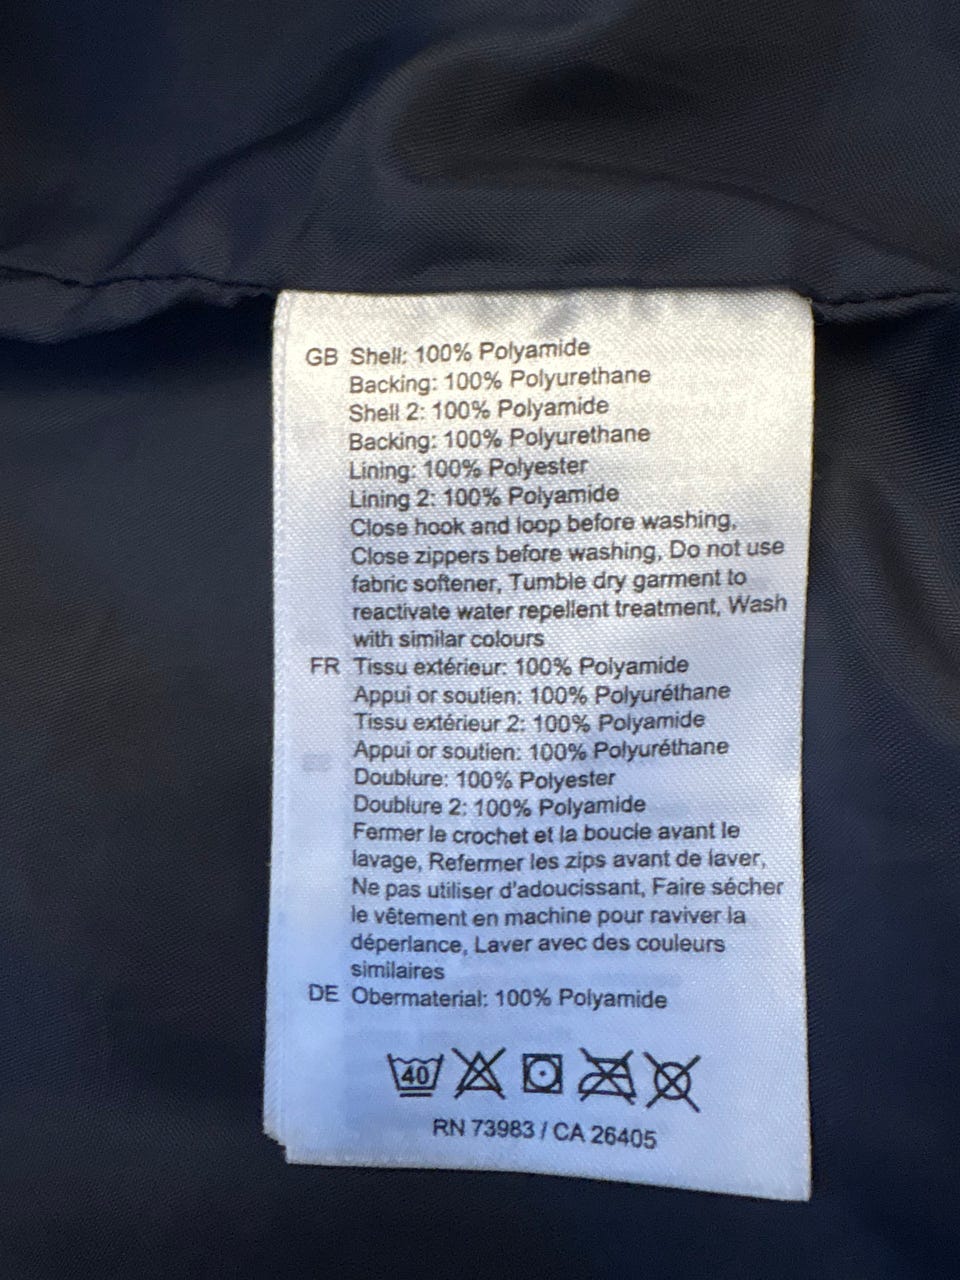 GB Shell: 100% Polyamide
Backing: 100% Polyurethane
Shell 2: 100% Polyamide
Backing: 100% Polyurethane
Lining: 100% Polyester
Lining 2: 100% Polyamide
Close hook and loop before washing,
Close zippers before washing, Do not use
fabric softener, Tumble dry garment to
reactivate water repellent treatment, Wash
with similar colours
FR Tissu extérieur: 100% Polyamide
Appui or soutien: 100% Polyuréthane
Tissu extérieur 2: 100% Polyamide
Appui or soutien: 100% Polyuréthane
Doublure: 100% Polyester
Doublure 2: 100% Polyamide
Fermer le crochet et la boucle avant le
lavage, Refermer les zips avant de laver,
Ne pas utiliser d'adoucissant, Faire sécher
le vêtement en machine pour raviver la
déperlance, Laver avec des couleurs
similaires
DE Obermaterial: 100% Polyamide
40
RN 73983 / CA 26405